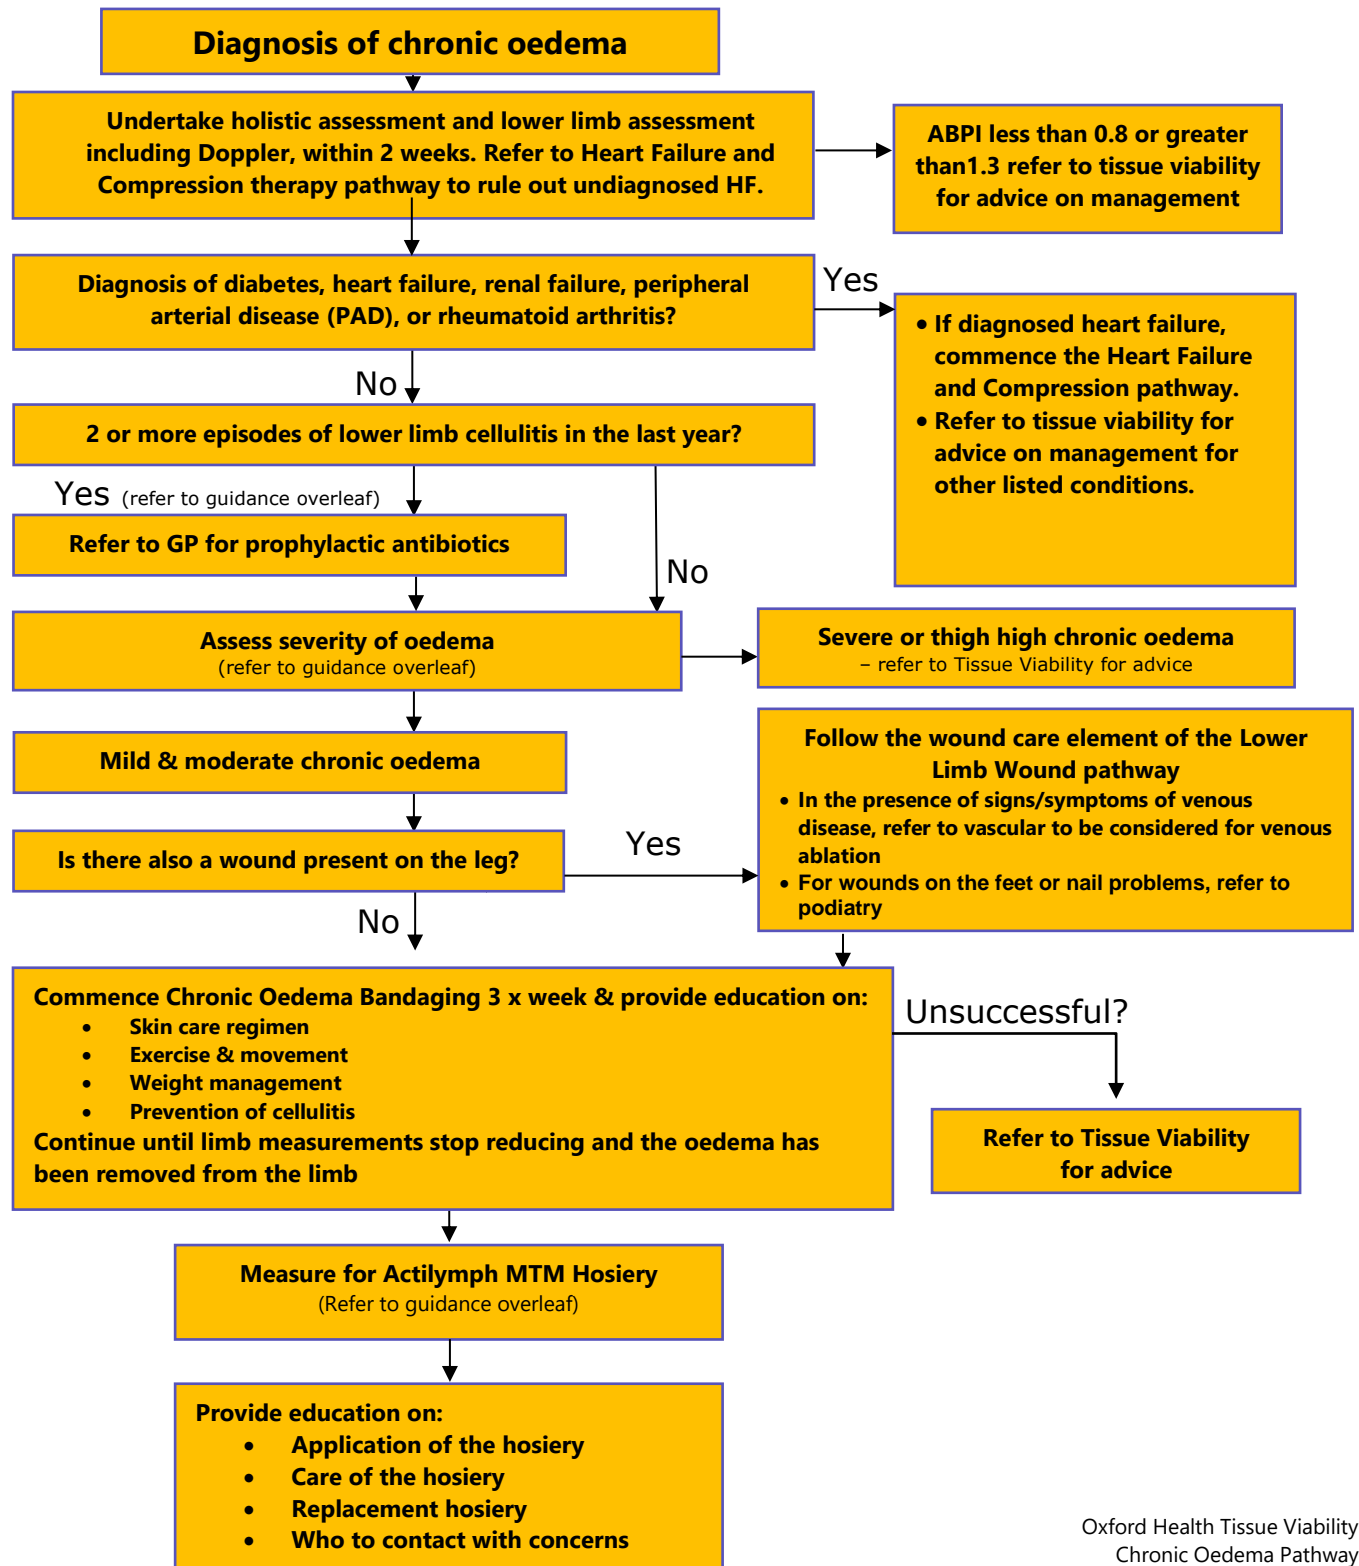 Diagnosis of chronic oedema
Undertake holistic assessment and lower limb assessment
including Doppler, within 2 weeks. Refer to Heart Failure and
Compression therapy pathway to rule out undiagnosed HF.
ABPI less than 0.8 or greater
than1.3 refer to tissue viability
for advice on management
Diagnosis of diabetes, heart failure, renal failure, peripheral
arterial disease (PAD), or rheumatoid arthritis?
Yes
• If diagnosed heart failure,
commence the Heart Failure
and Compression pathway.
• Refer to tissue viability for
advice on management for
other listed conditions.
No
2 or more episodes of lower limb cellulitis in the last year?
Yes (refer to guidance overleaf)
Refer to GP for prophylactic antibiotics
No
Assess severity of oedema
(refer to guidance overleaf)
Severe or thigh high chronic oedema
– refer to Tissue Viability for advice
Mild & moderate chronic oedema
Is there also a wound present on the leg?
Yes
Follow the wound care element of the Lower
Limb Wound pathway
• In the presence of signs/symptoms of venous
disease, refer to vascular to be considered for venous
ablation
• For wounds on the feet or nail problems, refer to
podiatry
No
Commence Chronic Oedema Bandaging 3 x week & provide education on:
• Skin care regimen
• Exercise & movement
• Weight management
• Prevention of cellulitis
Continue until limb measurements stop reducing and the oedema has
been removed from the limb
Unsuccessful?
Refer to Tissue Viability
for advice
Measure for Actilymph MTM Hosiery
(Refer to guidance overleaf)
Provide education on:
• Application of the hosiery
• Care of the hosiery
• Replacement hosiery
• Who to contact with concerns
Oxford Health Tissue Viability
Chronic Oedema Pathway